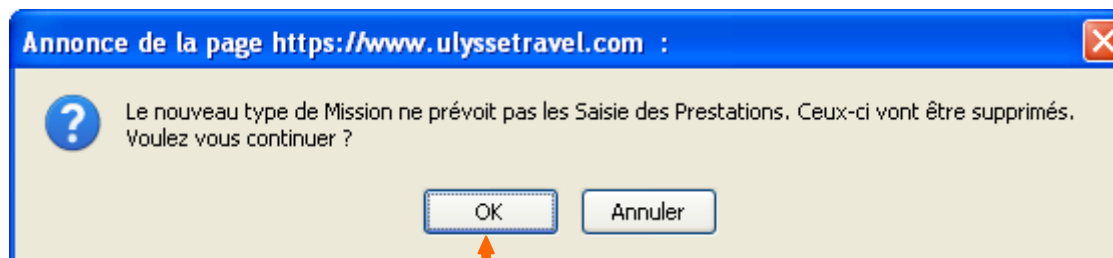 Annonce de la page https://www.ulyssetravel.com :
Le nouveau type de Mission ne prévoit pas les Saisie des Prestations. Ceux-ci vont être supprimés.
Voulez vous continuer ?
OK
Annuler